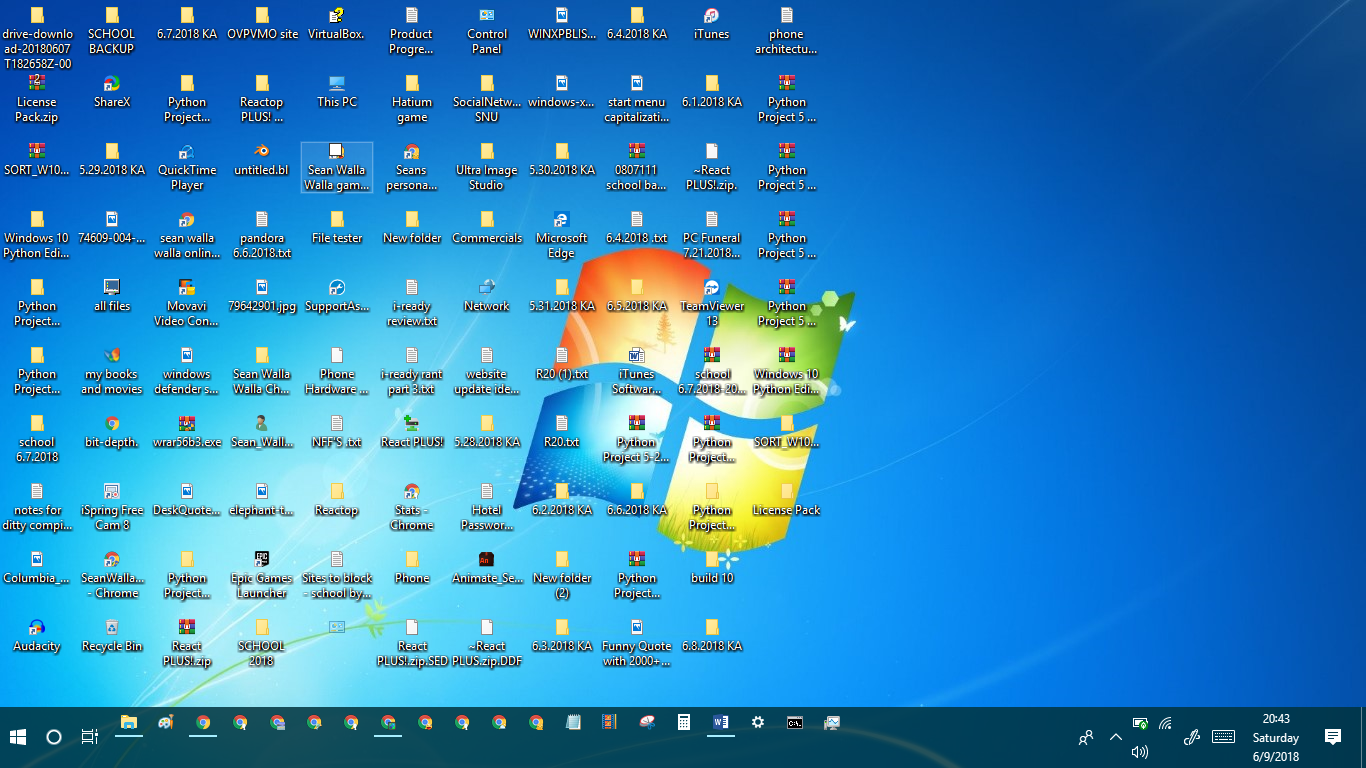 drive-downlo
ad-20180607
T182658Z-00
SCHOOL
BACKUP
6.7.2018 KA
OVPVMO site
VirtualBox.
Product
Progre...
Control
Panel
WINXPBLIS...
6.4.2018 KA
iTunes
phone
architectu...
License
Pack.zip
ShareX
Python
Project...
Reactop
PLUS! ...
This PC
Hatium
game
SocialNetw...
SNU
windows-x...
start menu
capitalizati...
6.1.2018 KA
Python
Project 5 ...
SORT_W10...
5.29.2018 KA
QuickTime
Player
untitled.bl
Sean Walla
Walla gam...
Seans
persona...
Ultra Image
Studio
5.30.2018 KA
0807111
school ba...
~React
PLUS!.zip.
Python
Project 5 ...
Windows 10
Python Edi...
74609-004-...
sean walla
walla onlin...
pandora
6.6.2018.txt
File tester
New folder
Commercials
Microsoft
Edge
6.4.2018 .txt
PC Funeral
7.21.2018...
Python
Project 5 ...
Python
Project...
all files
Movavi
Video Con...
79642901.jpg
SupportAs...
i-ready
review.txt
Network
5.31.2018 KA
6.5.2018 KA
TeamViewer
13
Python
Project 5 ...
Python
Project...
my books
and movies
windows
defender s...
Sean Walla
Walla Ch...
Phone
Hardware ...
i-ready rant
part 3.txt
website
update ide...
R20 (1).txt
iTunes
Softwar...
school
6.7.2018-20...
Windows 10
Python Edi...
school
6.7.2018
bit-depth.
wrar56b3.exe
Sean_Wall...
NFF'S .txt
React PLUS!
5.28.2018 KA
R20.txt
Python
Project 5-2...
Python
Project...
SORT_W10...
notes for
ditty compi...
iSpring Free
Cam 8
DeskQuote...
elephant-t...
Reactop
Stats -
Chrome
Hotel
Passwor...
6.2.2018 KA
6.6.2018 KA
Python
Project...
License Pack
Columbia_...
SeanWalla...
- Chrome
Python
Project...
Epic Games
Launcher
Sites to block
- school by...
Phone
Animate_Se...
New folder
(2)
Python
Project...
build 10
Audacity
Recycle Bin
React
PLUS!.zip
SCHOOL
2018
React
PLUS!.zip.SED
~React
PLUS.zip.DDF
6.3.2018 KA
Funny Quote
with 2000+...
6.8.2018 KA
20:43
Saturday
6/9/2018